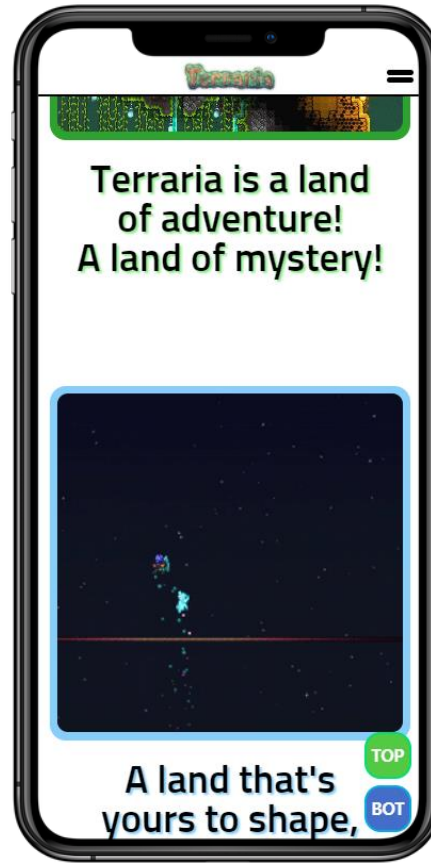 Terraria
Terraria is a land
of adventure!
A land of mystery!
TOP
A land that's
yours to shape,
BOT